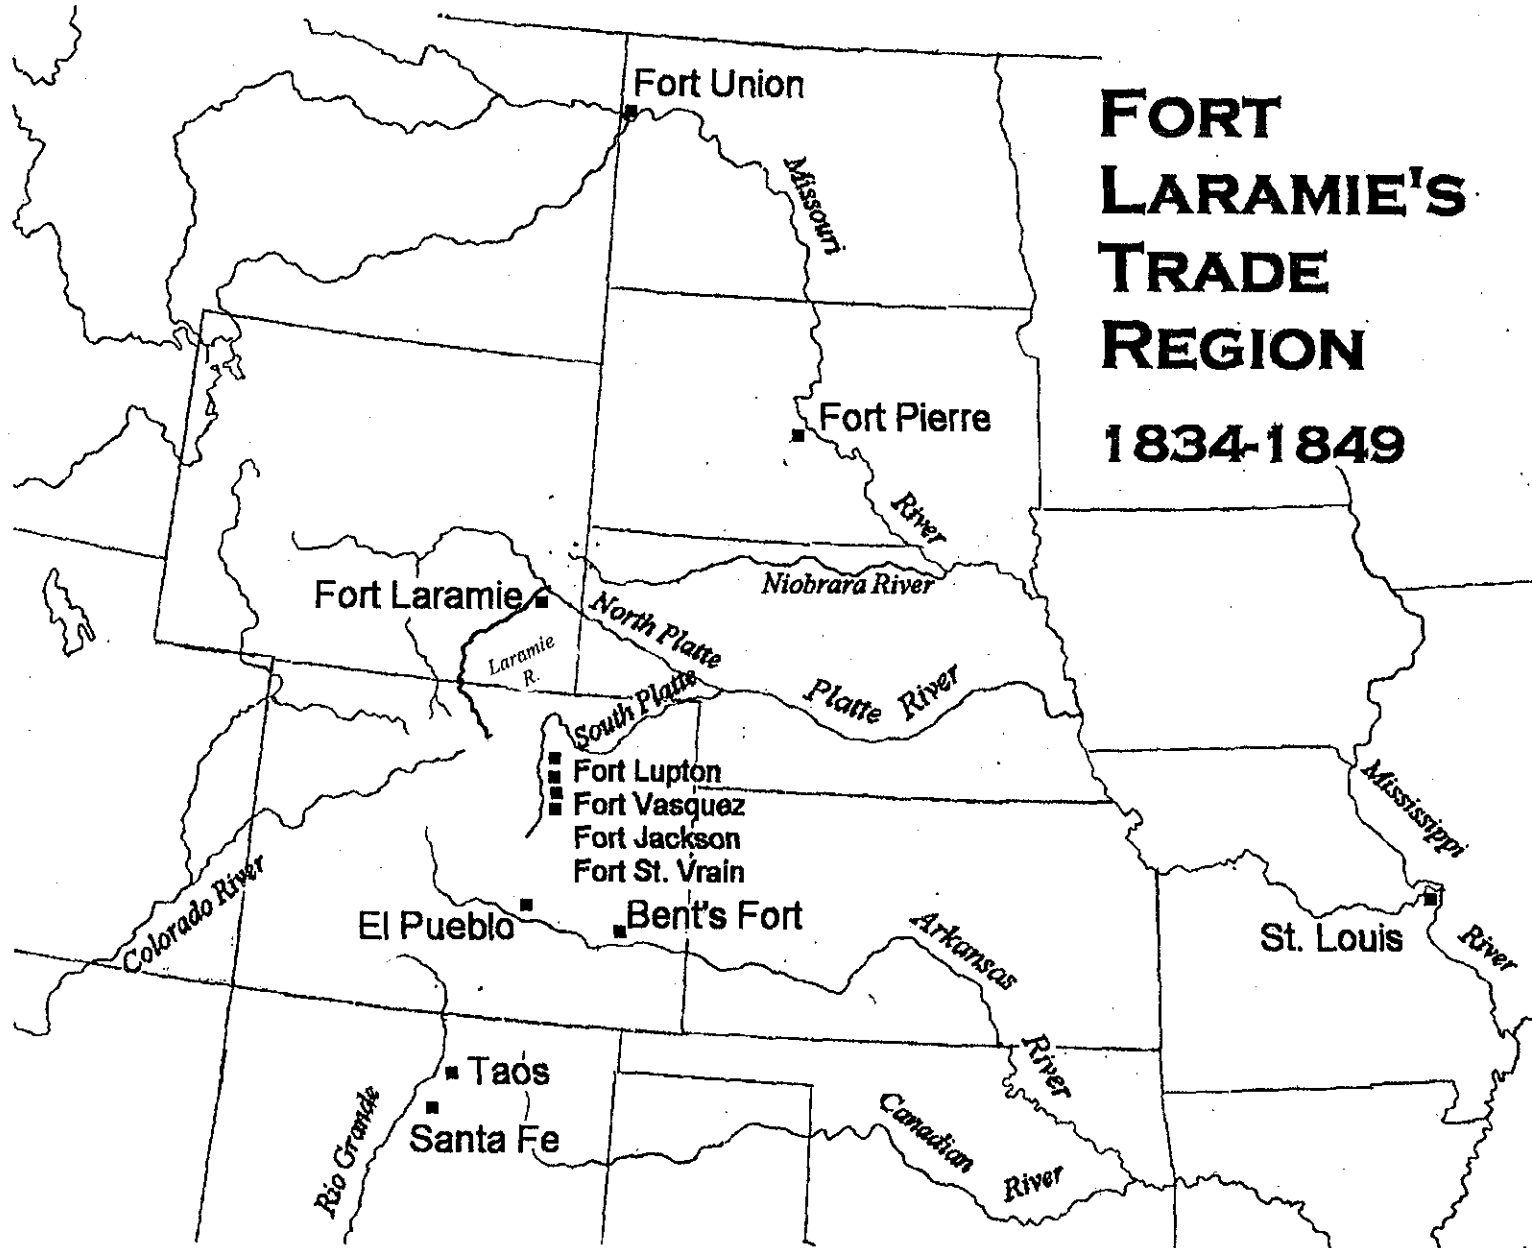 FORT
LARAMIE'S
TRADE
REGION
1834-1849
Fort Union
Missouri
River
Fort Pierre
Niobrara River
Fort Laramie
North Platte
Laramie
R.
South Platte
Platte River
Fort Lupton
Fort Vasquez
Fort Jackson
Fort St. Vrain
Mississippi
River
Colorado River
El Pueblo
Bent's Fort
Arkansas
River
St. Louis
Taos
Santa Fe
Rio Grande
Canadian
River